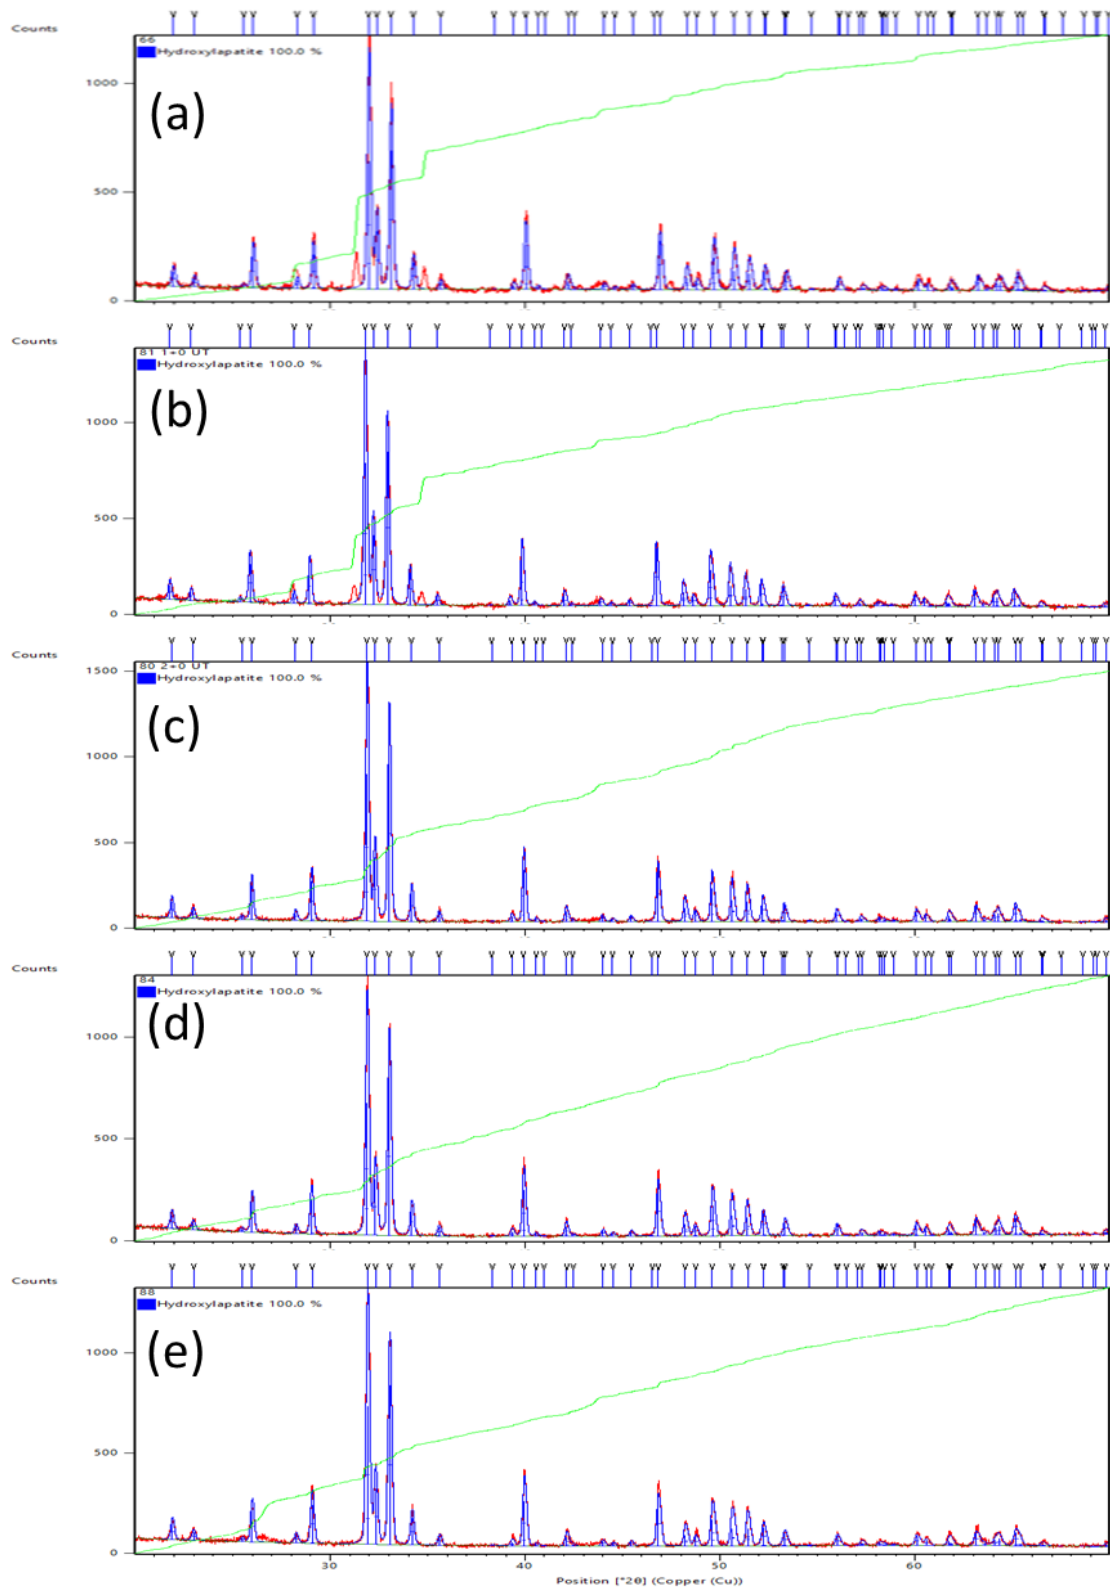 Counts
66
Hydroxylapatite 100.0 %
(a)
1000
500
0
Counts
81 1+0 UT
Hydroxylapatite 100.0 %
(b)
1000
500
0
Counts
80 2+0 UT
Hydroxylapatite 100.0 %
1500
(c)
1000
500
0
Counts
84
Hydroxylapatite 100.0 %
(d)
1000
500
0
Counts
88
Hydroxylapatite 100.0 %
(e)
1000
500
0
30 40 50 60
Position [°2θ] (Copper (Cu))